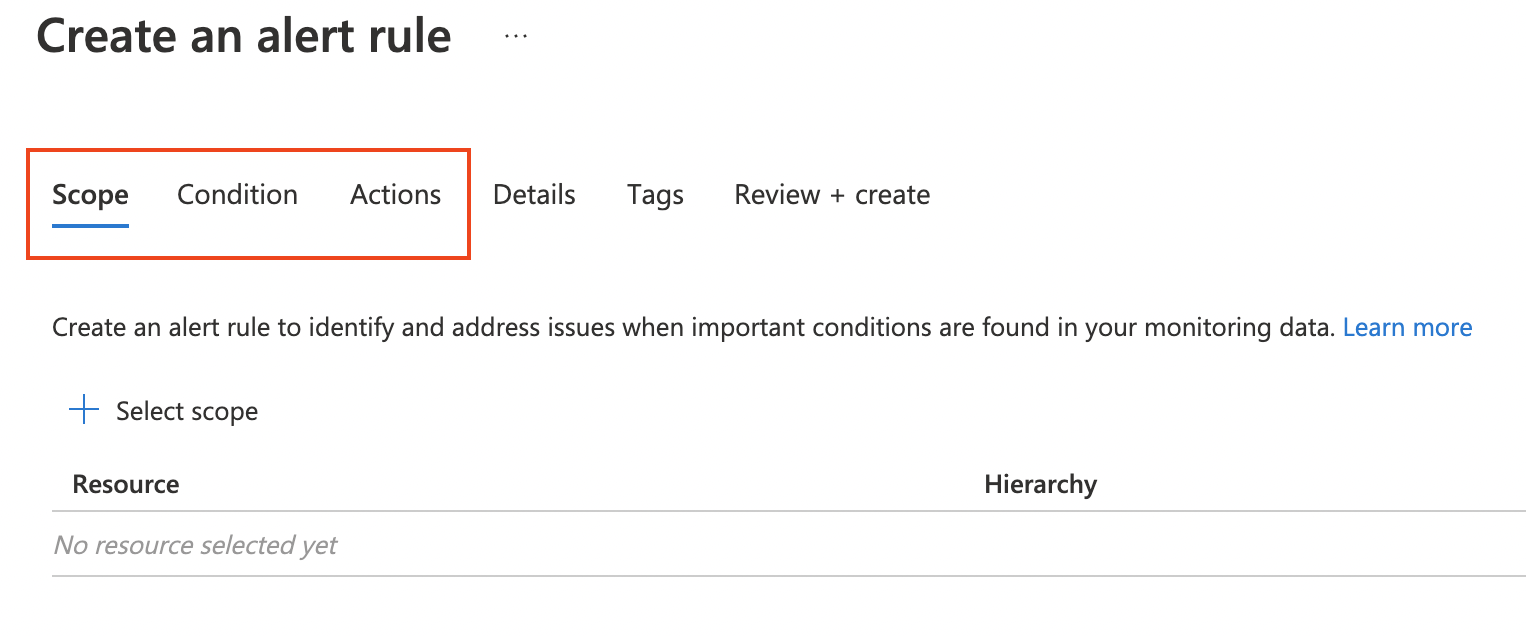 Create an alert rule ...
Scope Condition Actions Details Tags Review + create
Create an alert rule to identify and address issues when important conditions are found in your monitoring data. Learn more
+ Select scope
Resource Hierarchy
No resource selected yet